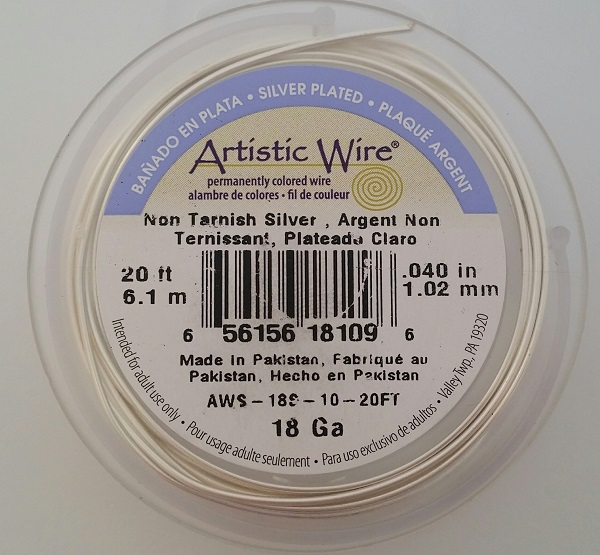 BAÑADO EN PLATA • SILVER PLATED • PLAQUÉ ARGENT
Artistic Wire®
permanently colored wire
alambre de colores • fil de couleur
Non Tarnish Silver , Argent Non
Ternissant, Plateada Claro
20 ft
6.1 m
.040 in
1.02 mm
6 56156 18109 6
Made in Pakistan, Fabriqué au
Pakistan, Hecho en Pakistan
AWS-18S-10-20FT
18 Ga
Intended for adult use only • Pour usage adulte seulement • Para uso exclusivo de adultos • Valley Twp., PA 19320